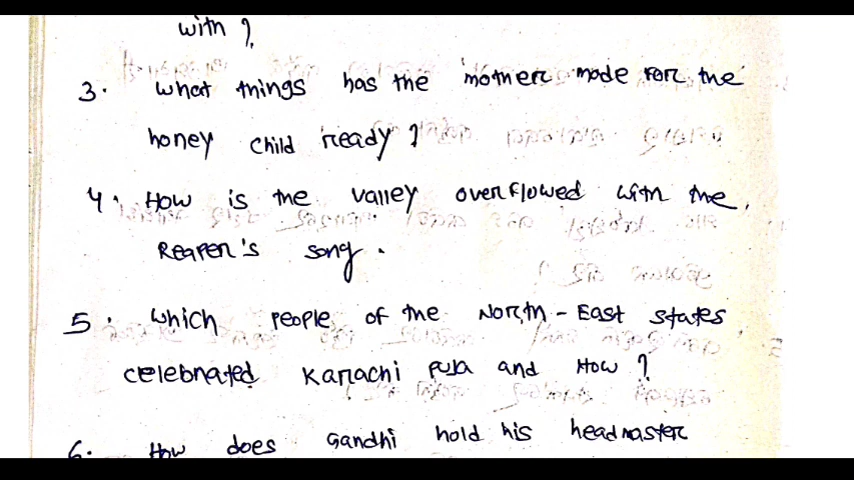 with ?
3. What things has the mother made for the
honey child ready ?
4. How is the valley overflowed with the
Reaper's song.
5. Which people of the North-East states
celebrated Karachi Puja and How ?
6. How does Gandhi hold his headmaster